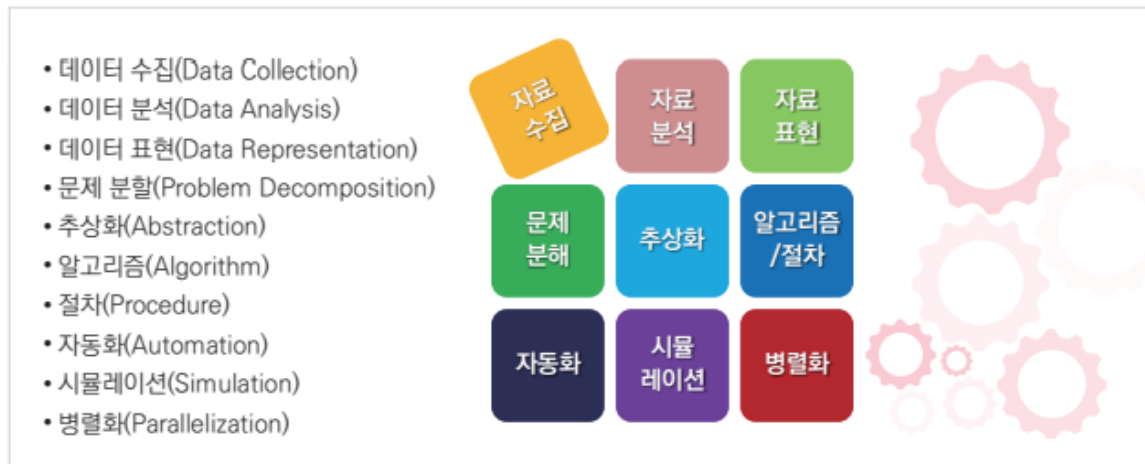 • 데이터 수집(Data Collection)
• 데이터 분석(Data Analysis)
• 데이터 표현(Data Representation)
• 문제 분할(Problem Decomposition)
• 추상화(Abstraction)
• 알고리즘(Algorithm)
• 절차(Procedure)
• 자동화(Automation)
• 시뮬레이션(Simulation)
• 병렬화(Parallelization)
자료
수집
자료
분석
자료
표현
문제
분해
추상화
알고리즘
/절차
자동화
시뮬
레이션
병렬화